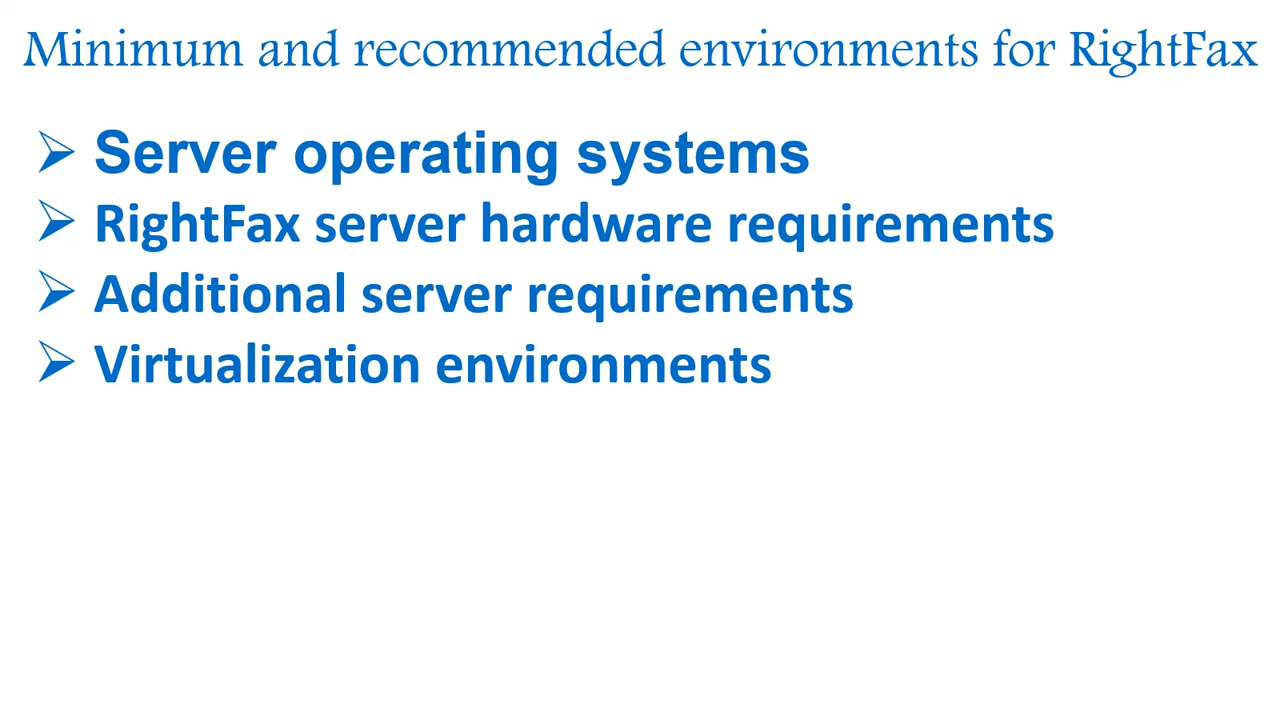 Minimum and recommended environments for RightFax
➢ Server operating systems
➢ RightFax server hardware requirements
➢ Additional server requirements
➢ Virtualization environments